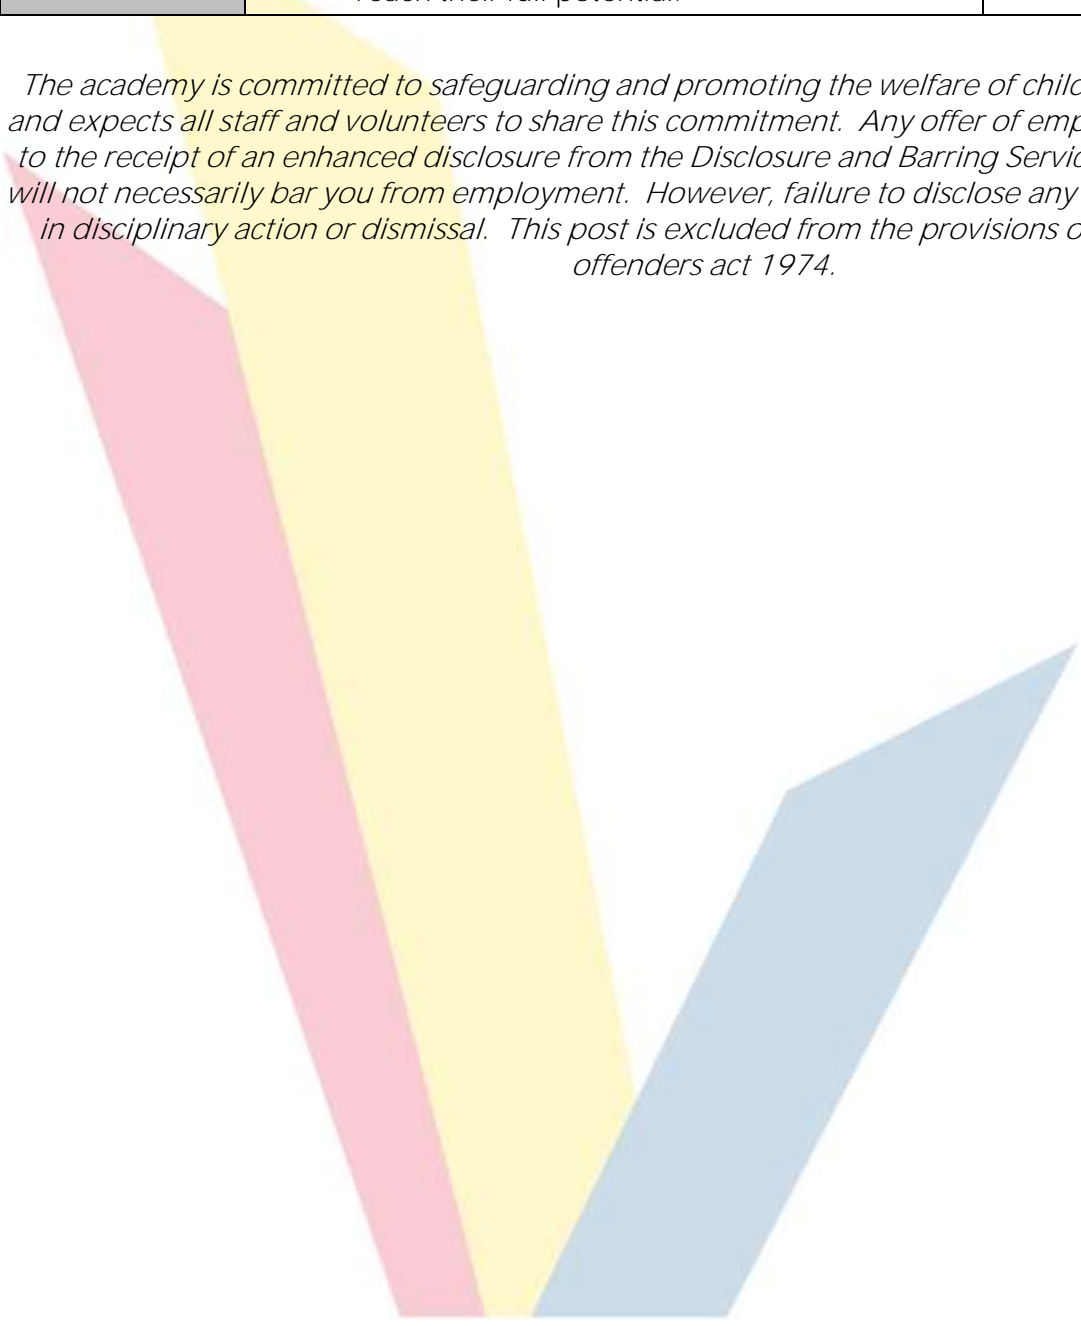 reach their full potential.
The academy is committed to safeguarding and promoting the welfare of child
and expects all staff and volunteers to share this commitment.  Any offer of emp
to the receipt of an enhanced disclosure from the Disclosure and Barring Servic
will not necessarily bar you from employment.  However, failure to disclose any
in disciplinary action or dismissal.  This post is excluded from the provisions o
offenders act 1974.